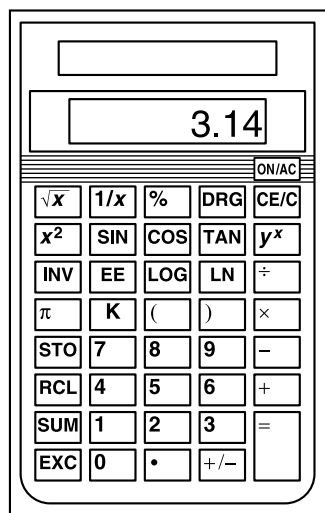 3.14
ON/AC
√x 1/x % DRG CE/C
x² SIN COS TAN yˣ
INV EE LOG LN ÷
π K ( ) ×
STO 7 8 9 −
RCL 4 5 6 +
SUM 1 2 3 =
EXC 0 • +/−